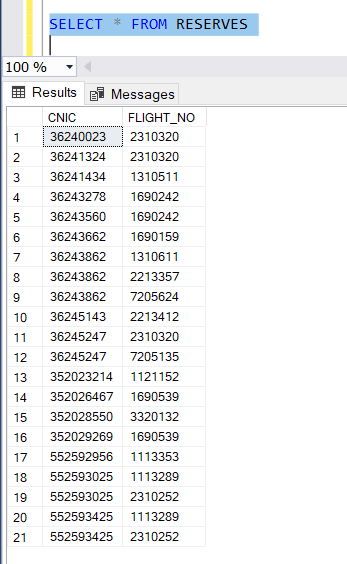 SELECT * FROM RESERVES
100 %
Results Messages
CNIC FLIGHT_NO
1 36240023 2310320
2 36241324 2310320
3 36241434 1310511
4 36243278 1690242
5 36243560 1690242
6 36243662 1690159
7 36243862 1310611
8 36243862 2213357
9 36243862 7205624
10 36245143 2213412
11 36245247 2310320
12 36245247 7205135
13 352023214 1121152
14 352026467 1690539
15 352028550 3320132
16 352029269 1690539
17 552592956 1113353
18 552593025 1113289
19 552593025 2310252
20 552593425 1113289
21 552593425 2310252